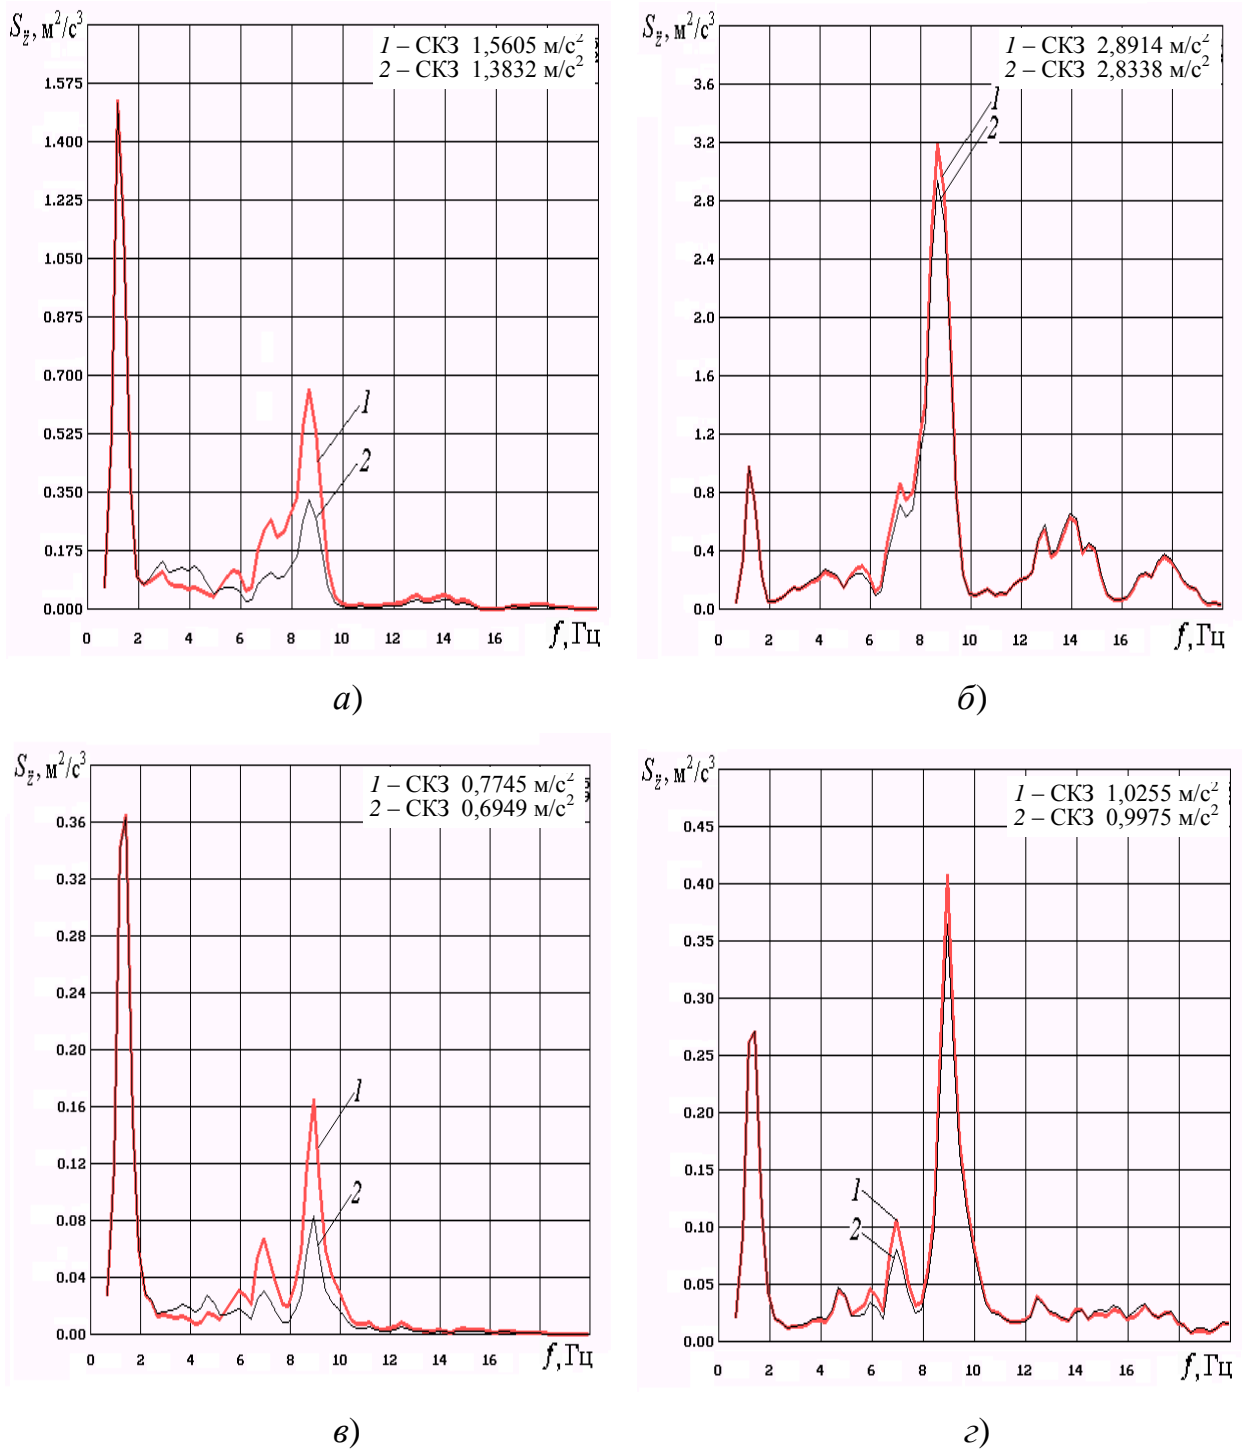 S_z̈, м²/с³
1 – СКЗ 1,5605 м/с²
2 – СКЗ 1,3832 м/с²
1.575
1.400
1.225
1.050
0.875
0.700
0.525
0.350
0.175
0.000
1
2
0 2 4 6 8 10 12 14 16
f, Гц
а)
S_z̈, м²/с³
1 – СКЗ 2,8914 м/с²
2 – СКЗ 2,8338 м/с²
3.6
3.2
2.8
2.4
2.0
1.6
1.2
0.8
0.4
0.0
1
2
0 2 4 6 8 10 12 14 16
f, Гц
б)
S_z̈, м²/с³
1 – СКЗ 0,7745 м/с²
2 – СКЗ 0,6949 м/с²
0.36
0.32
0.28
0.24
0.20
0.16
0.12
0.08
0.04
0.00
1
2
0 2 4 6 8 10 12 14 16
f, Гц
в)
S_z̈, м²/с³
1 – СКЗ 1,0255 м/с²
2 – СКЗ 0,9975 м/с²
0.45
0.40
0.35
0.30
0.25
0.20
0.15
0.10
0.05
0.00
1
2
0 2 4 6 8 10 12 14 16
f, Гц
г)